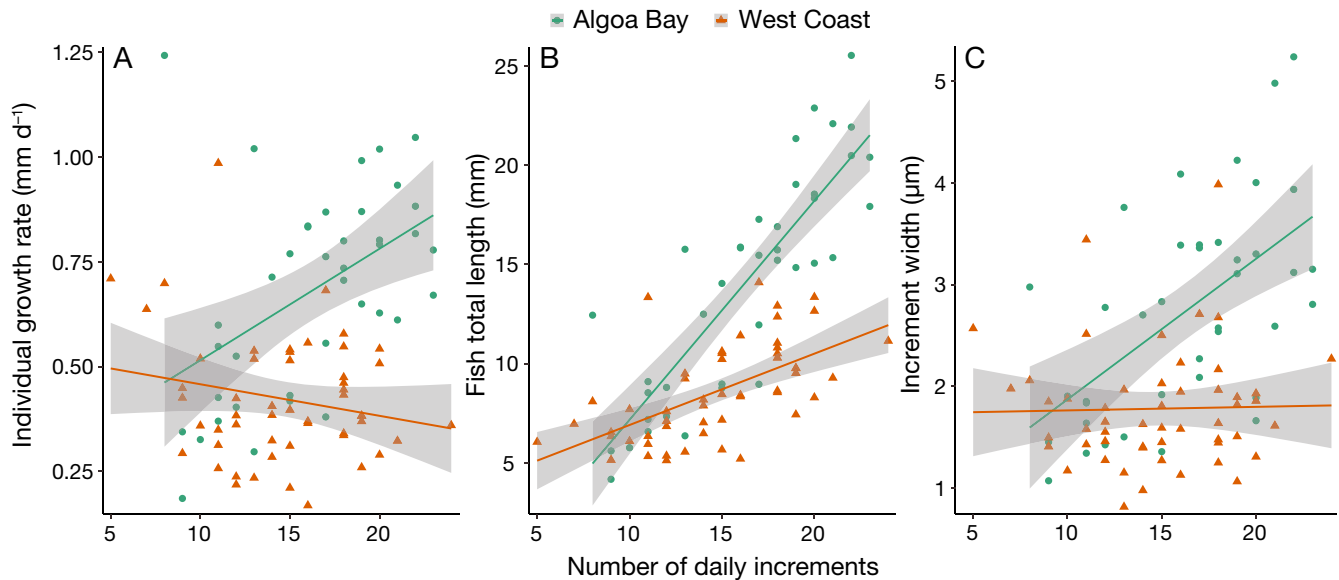 Algoa Bay West Coast
A
B
C
Individual growth rate (mm d⁻¹)
1.25
1.00
0.75
0.50
0.25
5 10 15 20
Fish total length (mm)
25
20
15
10
5
5 10 15 20
Increment width (µm)
5
4
3
2
1
5 10 15 20
Number of daily increments